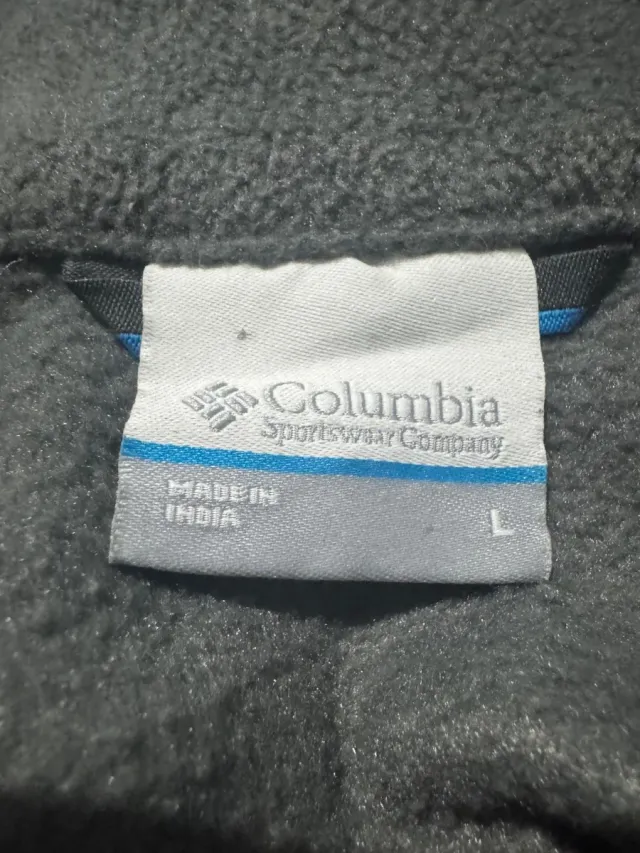 Columbia
Sportswear Company
MADE IN
INDIA
L